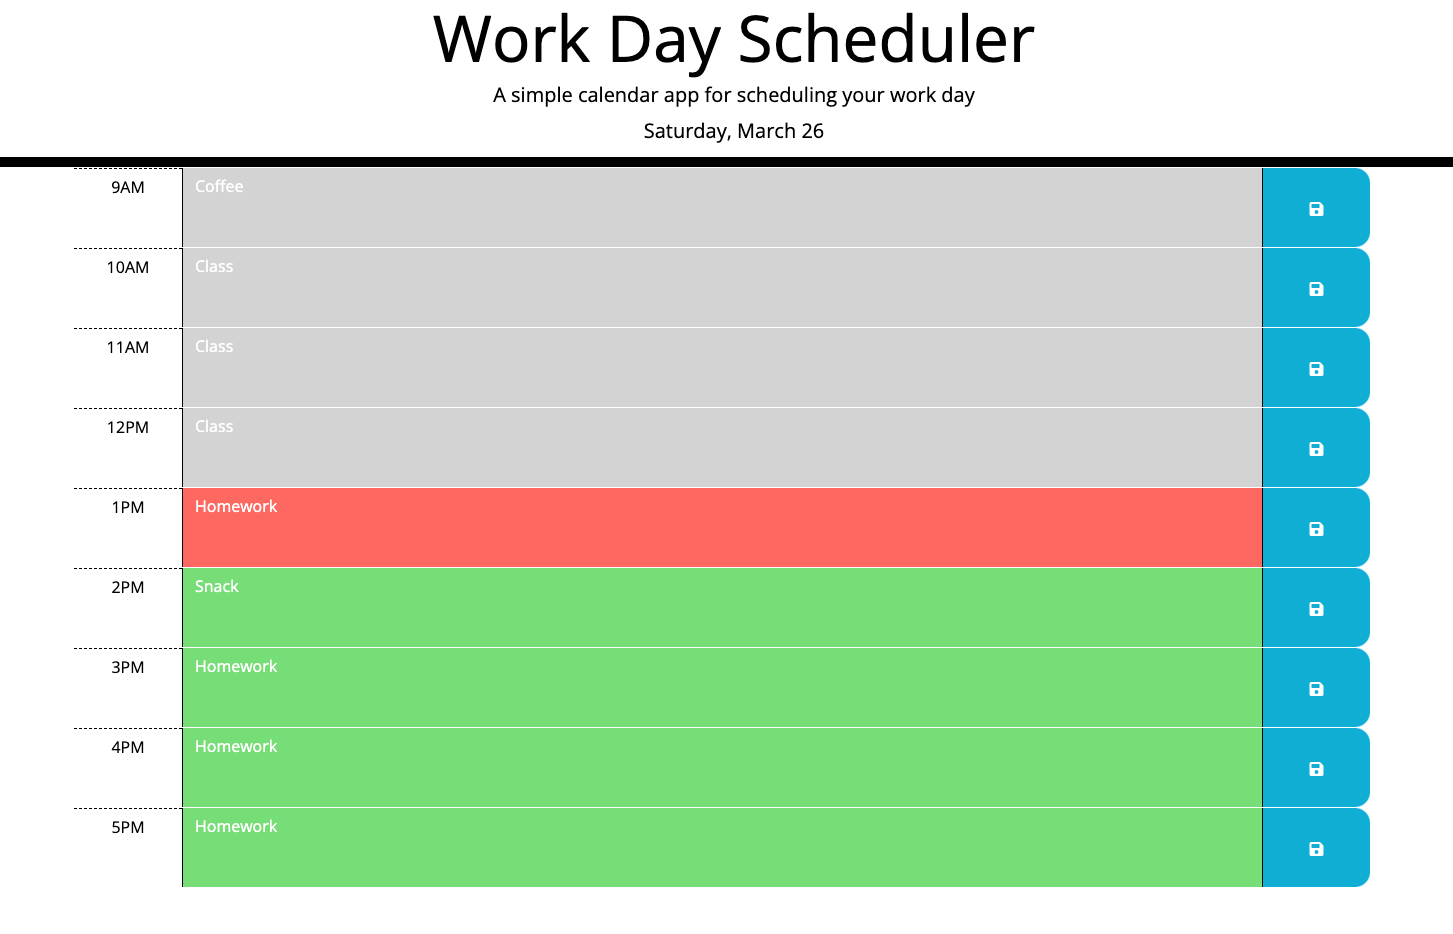 Work Day Scheduler
A simple calendar app for scheduling your work day
Saturday, March 26
9AM Coffee
10AM Class
11AM Class
12PM Class
1PM Homework
2PM Snack
3PM Homework
4PM Homework
5PM Homework